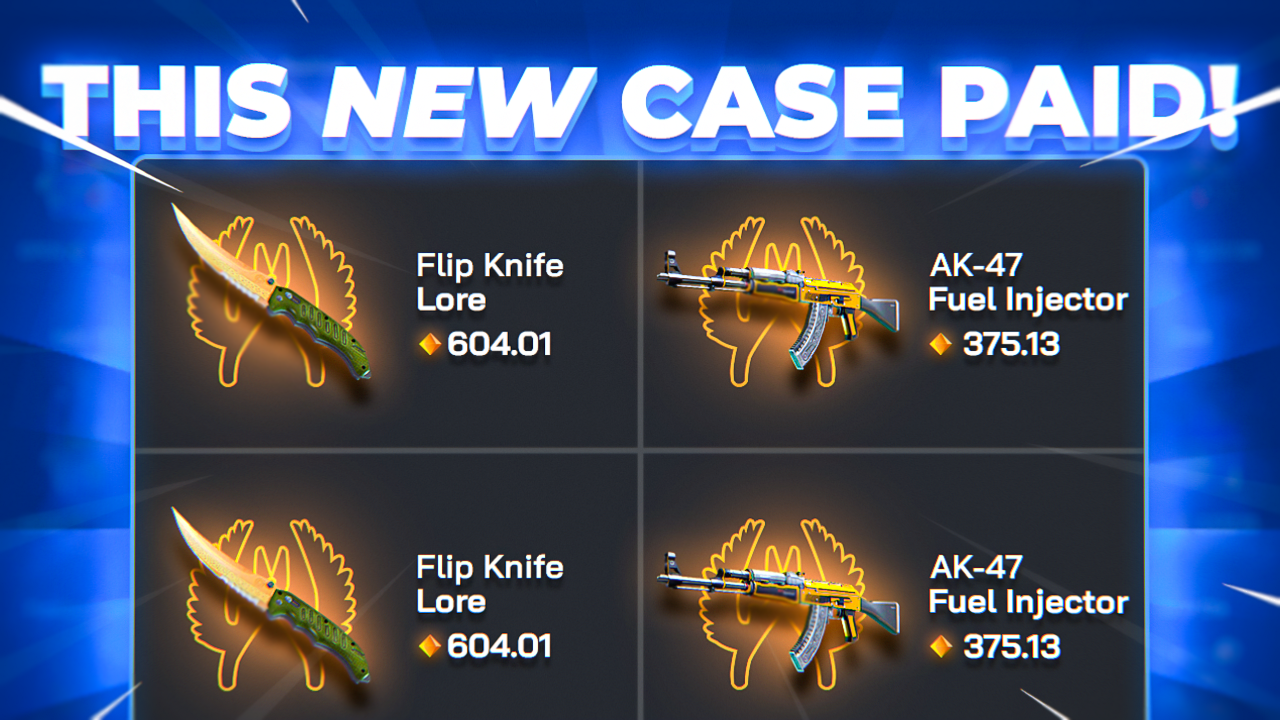 THIS NEW CASE PAID!
Flip Knife
Lore
604.01
AK-47
Fuel Injector
375.13
Flip Knife
Lore
604.01
AK-47
Fuel Injector
375.13